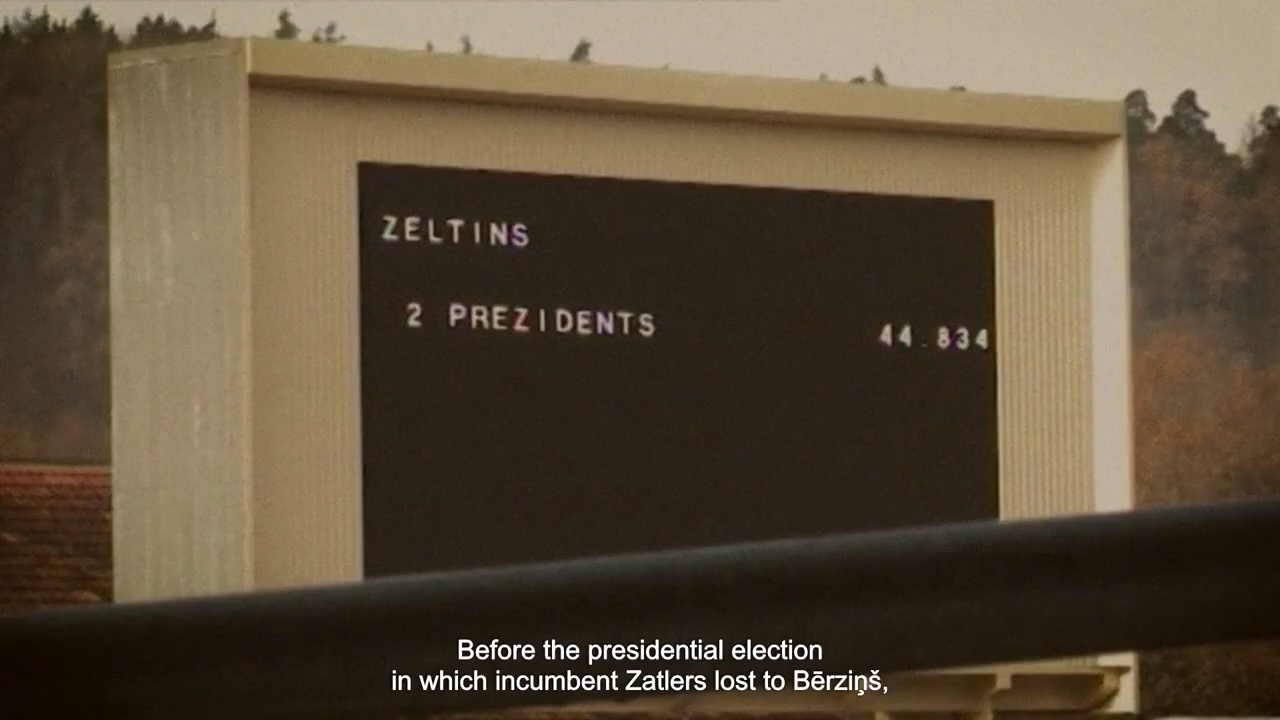 ZELTINS
2 PREZIDENTS 44.834
Before the presidential election
in which incumbent Zatlers lost to Bērziņš,